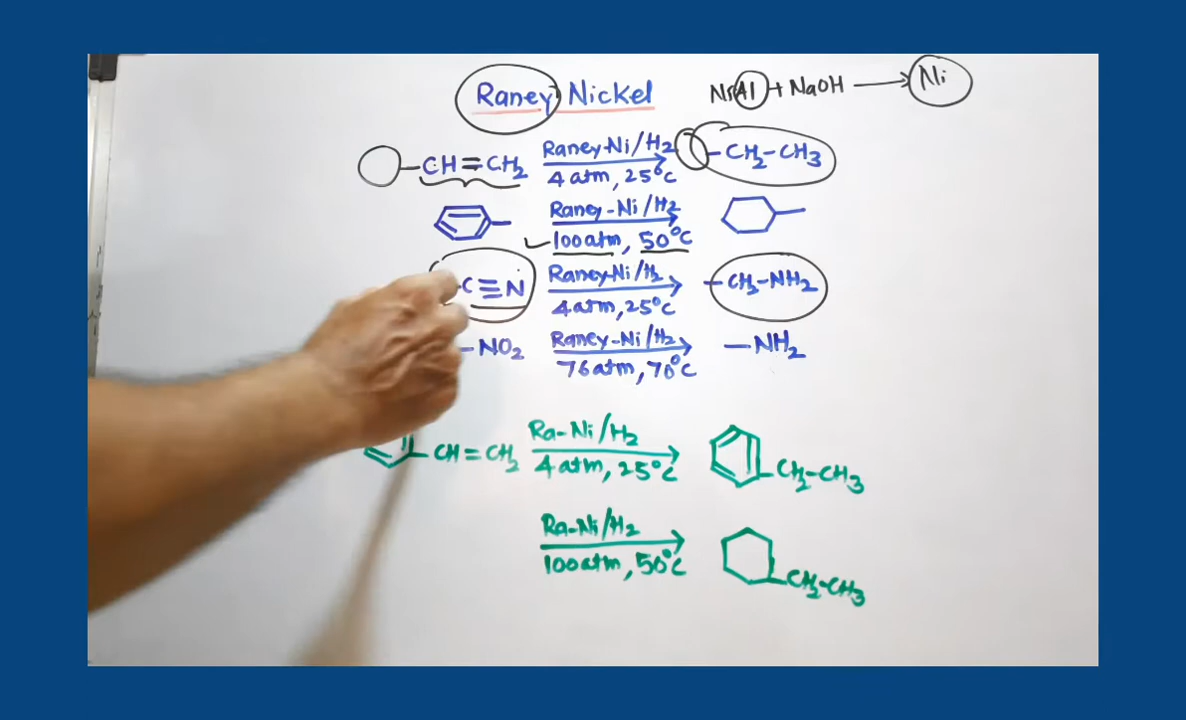 Raney Nickel NiAl + NaOH ⟶ Ni
–CH=CH2 Raney-Ni/H2 4 atm, 25°C –CH2–CH3
Raney-Ni/H2 100 atm, 50°C
C≡N Raney-Ni/H2 4 atm, 25°C –CH2–NH2
–NO2 Raney-Ni/H2 76 atm, 70°C –NH2
CH=CH2 Ra-Ni/H2 4 atm, 25°C CH2–CH3
Ra-Ni/H2 100 atm, 50°C CH2–CH3